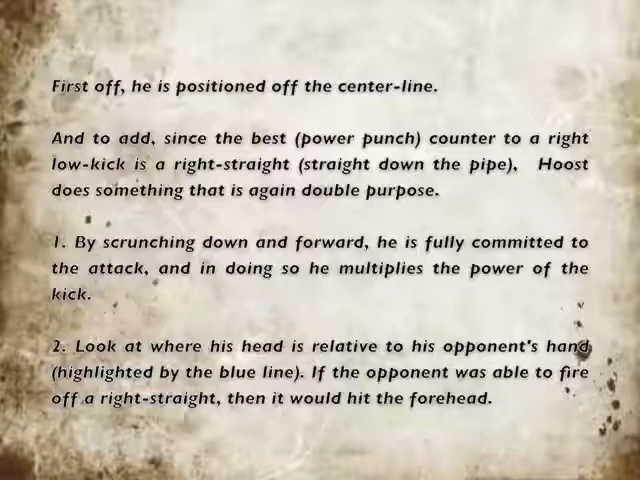 First off, he is positioned off the center-line.
And to add, since the best (power punch) counter to a right
low-kick is a right-straight (straight down the pipe), Hoost
does something that is again double purpose.
1. By scrunching down and forward, he is fully committed to
the attack, and in doing so he multiplies the power of the
kick.
2. Look at where his head is relative to his opponent's hand
(highlighted by the blue line). If the opponent was able to fire
off a right-straight, then it would hit the forehead.